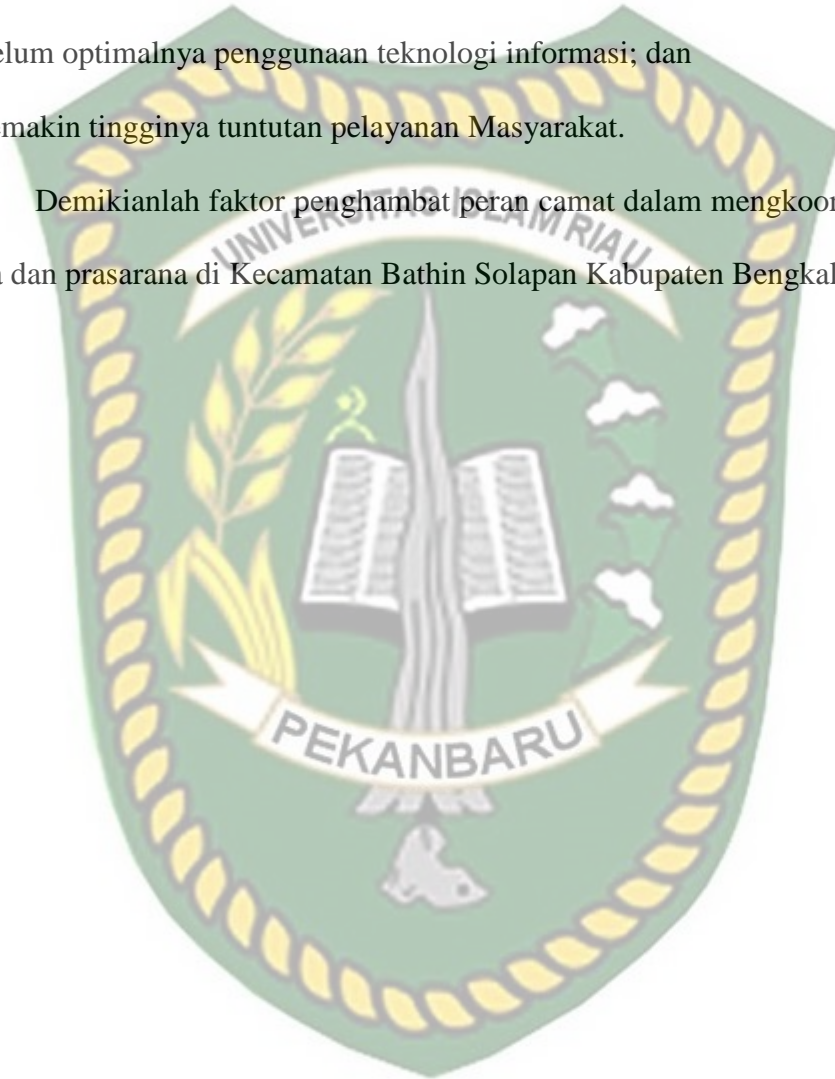 elum optimalnya penggunaan teknologi informasi; dan
makin tingginya tuntutan pelayanan Masyarakat.
Demikianlah faktor penghambat peran camat dalam mengkoor
dan prasarana di Kecamatan Bathin Solapan Kabupaten Bengkal
UNIVERSITAS ISLAM RIAU
PEKANBARU